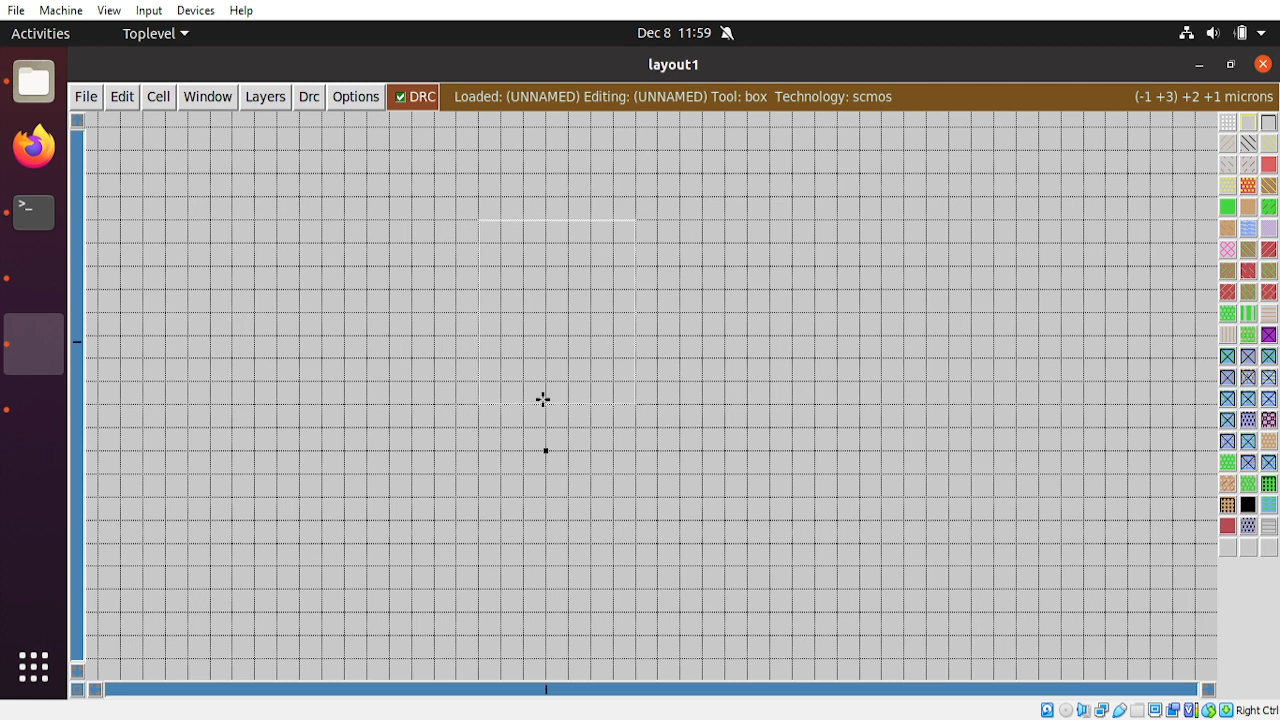 File Machine View Input Devices Help
Activities Toplevel Dec 8 11:59
layout1
File Edit Cell Window Layers Drc Options DRC Loaded: (UNNAMED) Editing: (UNNAMED) Tool: box Technology: scmos (-1 +3) +2 +1 microns
Right Ctrl